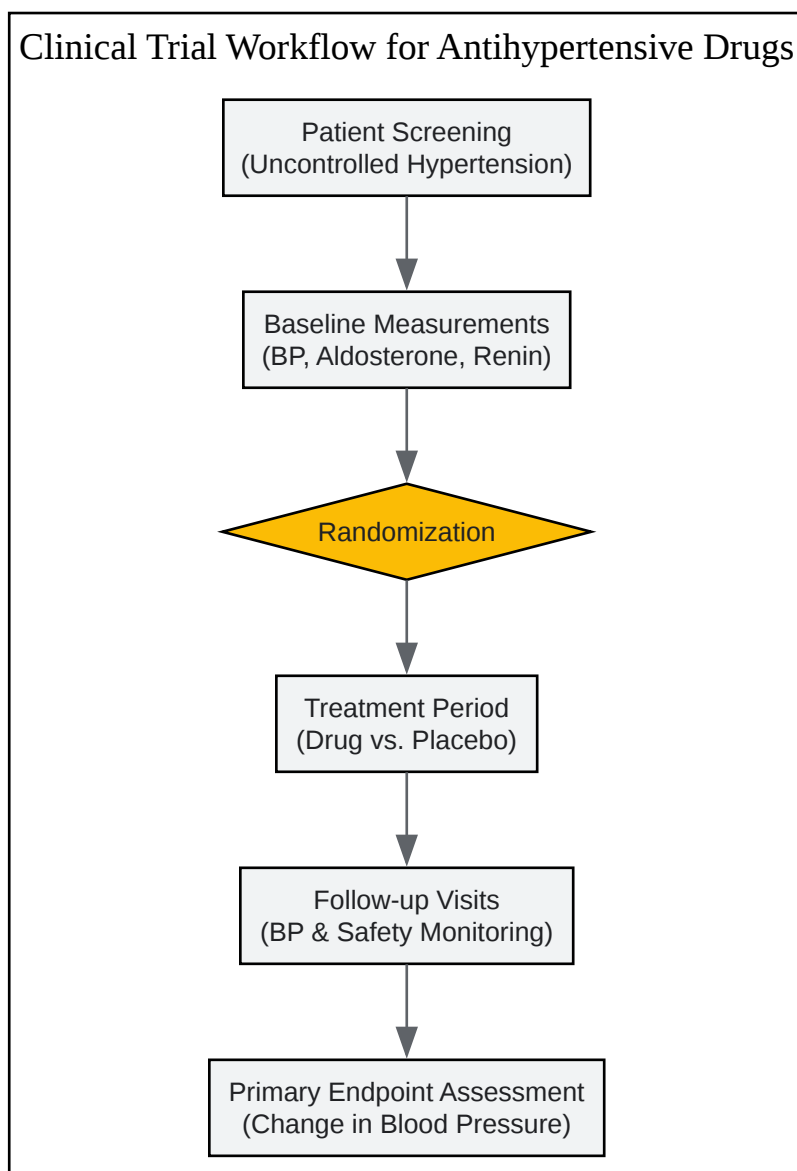 Clinical Trial Workflow for Antihypertensive Drugs
Patient Screening
(Uncontrolled Hypertension)
Baseline Measurements
(BP, Aldosterone, Renin)
Randomization
Treatment Period
(Drug vs. Placebo)
Follow-up Visits
(BP & Safety Monitoring)
Primary Endpoint Assessment
(Change in Blood Pressure)